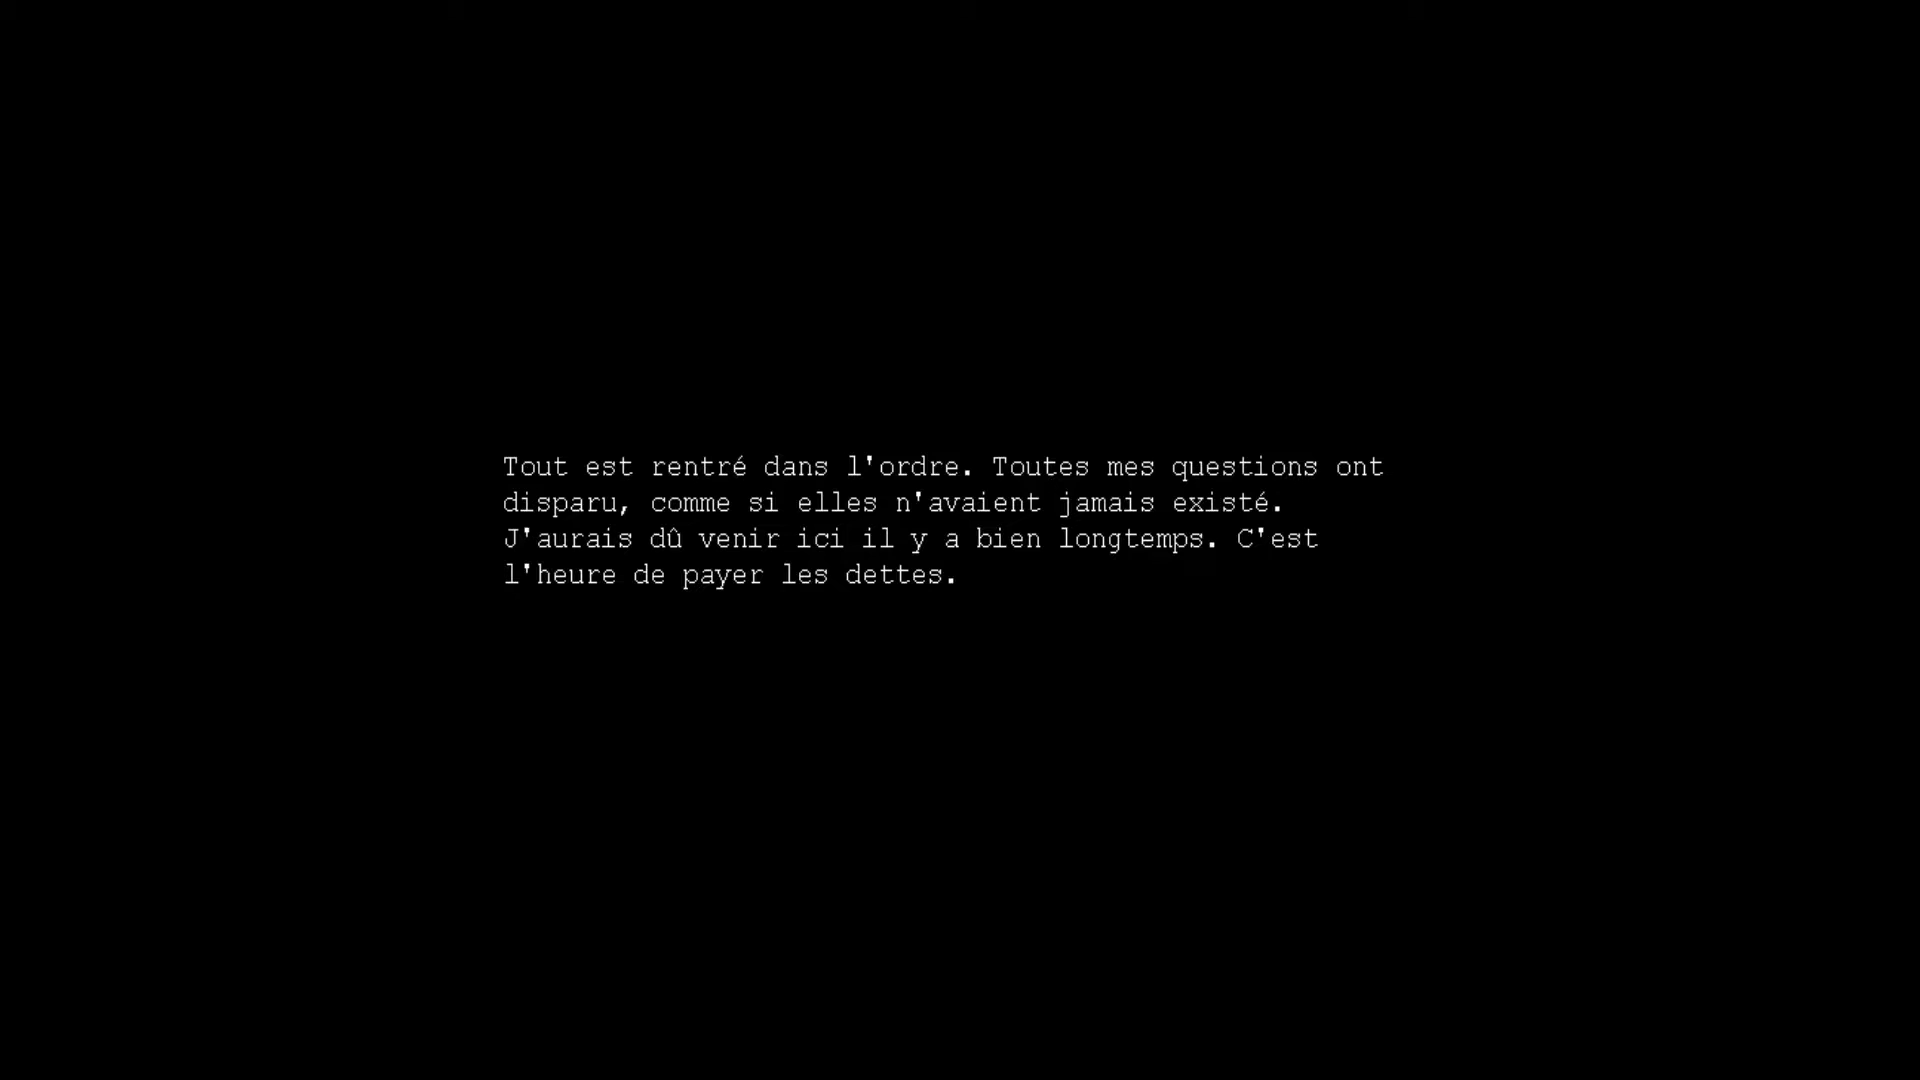 Tout est rentré dans l'ordre. Toutes mes questions ont
disparu, comme si elles n'avaient jamais existé.
J'aurais dû venir ici il y a bien longtemps. C'est
l'heure de payer les dettes.